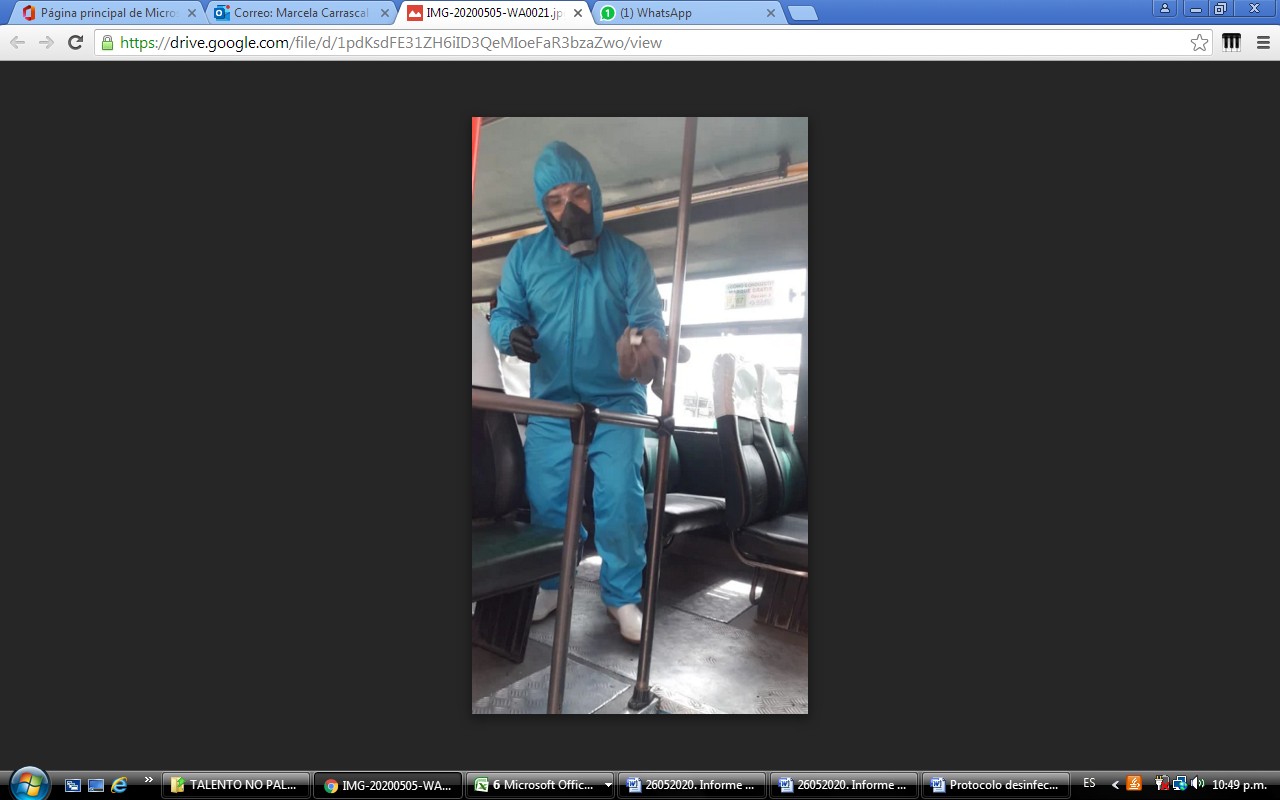 Página principal de Micros
Correo: Marcela Carrascal
IMG-20200505-WA0021.jp
(1) WhatsApp
https://drive.google.com/file/d/1pdKsdFE31ZH6iID3QeMIoeFaR3bzaZwo/view
TALENTO NO PAL...
IMG-20200505-WA...
6 Microsoft Offic...
26052020. Informe ...
26052020. Informe ...
Protocolo desinfec...
ES
10:49 p.m.